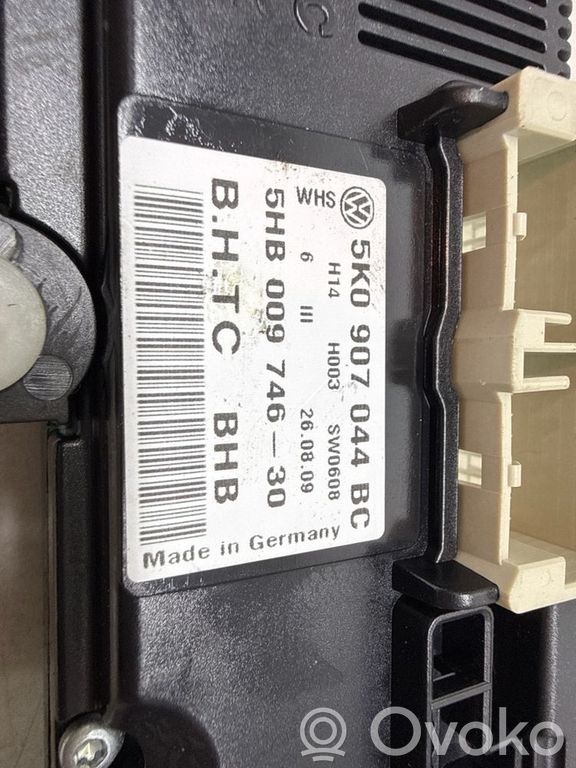 5K0 907 044 BC
H14 H003 SW0608
WHS 6 III 26.08.09
5HB 009 746-30
B.H.TC BHB
Made in Germany
Ovoko